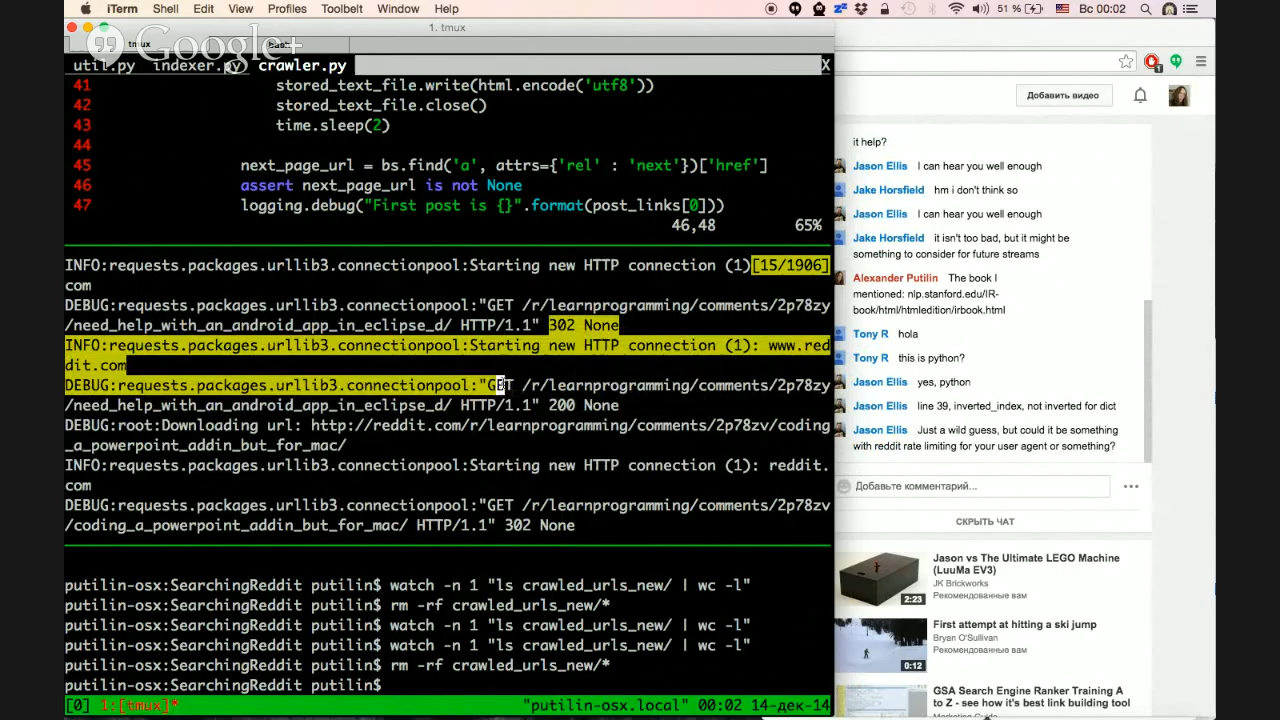 iTerm Shell Edit View Profiles Toolbelt Window Help 51 % Вс 00:02
1. tmux
tmux
Google+
util.py indexer.py crawler.py X
41 stored_text_file.write(html.encode('utf8'))
42 stored_text_file.close()
43 time.sleep(2)
44
45 next_page_url = bs.find('a', attrs={'rel' : 'next'})['href']
46 assert next_page_url is not None
47 logging.debug("First post is {}".format(post_links[0]))
46,48 65%
INFO:requests.packages.urllib3.connectionpool:Starting new HTTP connection (1)[15/1906]
com
DEBUG:requests.packages.urllib3.connectionpool:"GET /r/learnprogramming/comments/2p78zy
/need_help_with_an_android_app_in_eclipse_d/ HTTP/1.1" 302 None
INFO:requests.packages.urllib3.connectionpool:Starting new HTTP connection (1): www.red
dit.com
DEBUG:requests.packages.urllib3.connectionpool:"GET /r/learnprogramming/comments/2p78zy
/need_help_with_an_android_app_in_eclipse_d/ HTTP/1.1" 200 None
DEBUG:root:Downloading url: http://reddit.com/r/learnprogramming/comments/2p78zv/coding
_a_powerpoint_addin_but_for_mac/
INFO:requests.packages.urllib3.connectionpool:Starting new HTTP connection (1): reddit.
com
DEBUG:requests.packages.urllib3.connectionpool:"GET /r/learnprogramming/comments/2p78zv
/coding_a_powerpoint_addin_but_for_mac/ HTTP/1.1" 302 None
putilin-osx:SearchingReddit putilin$ watch -n 1 "ls crawled_urls_new/ | wc -l"
putilin-osx:SearchingReddit putilin$ rm -rf crawled_urls_new/*
putilin-osx:SearchingReddit putilin$ watch -n 1 "ls crawled_urls_new/ | wc -l"
putilin-osx:SearchingReddit putilin$ watch -n 1 "ls crawled_urls_new/ | wc -l"
putilin-osx:SearchingReddit putilin$ rm -rf crawled_urls_new/*
putilin-osx:SearchingReddit putilin$
[0] 1:[tmux]* "putilin-osx.local" 00:02 14-дек-14
Добавить видео
it help?
Jason Ellis I can hear you well enough
Jake Horsfield hm i don't think so
Jason Ellis I can hear you well enough
Jake Horsfield it isn't too bad, but it might be
something to consider for future streams
Alexander Putilin The book I
mentioned: nlp.stanford.edu/IR-
book/html/htmledition/irbook.html
Tony R hola
Tony R this is python?
Jason Ellis yes, python
Jason Ellis line 39, inverted_index, not inverted for dict
Jason Ellis Just a wild guess, but could it be something
with reddit rate limiting for your user agent or something?
Добавьте комментарий...
СКРЫТЬ ЧАТ
Jason vs The Ultimate LEGO Machine
(LuuMa EV3)
JK Brickworks
Рекомендованные вам
2:23
First attempt at hitting a ski jump
Bryan O'Sullivan
Рекомендованные вам
0:12
GSA Search Engine Ranker Training A
to Z - see how it's best link building tool